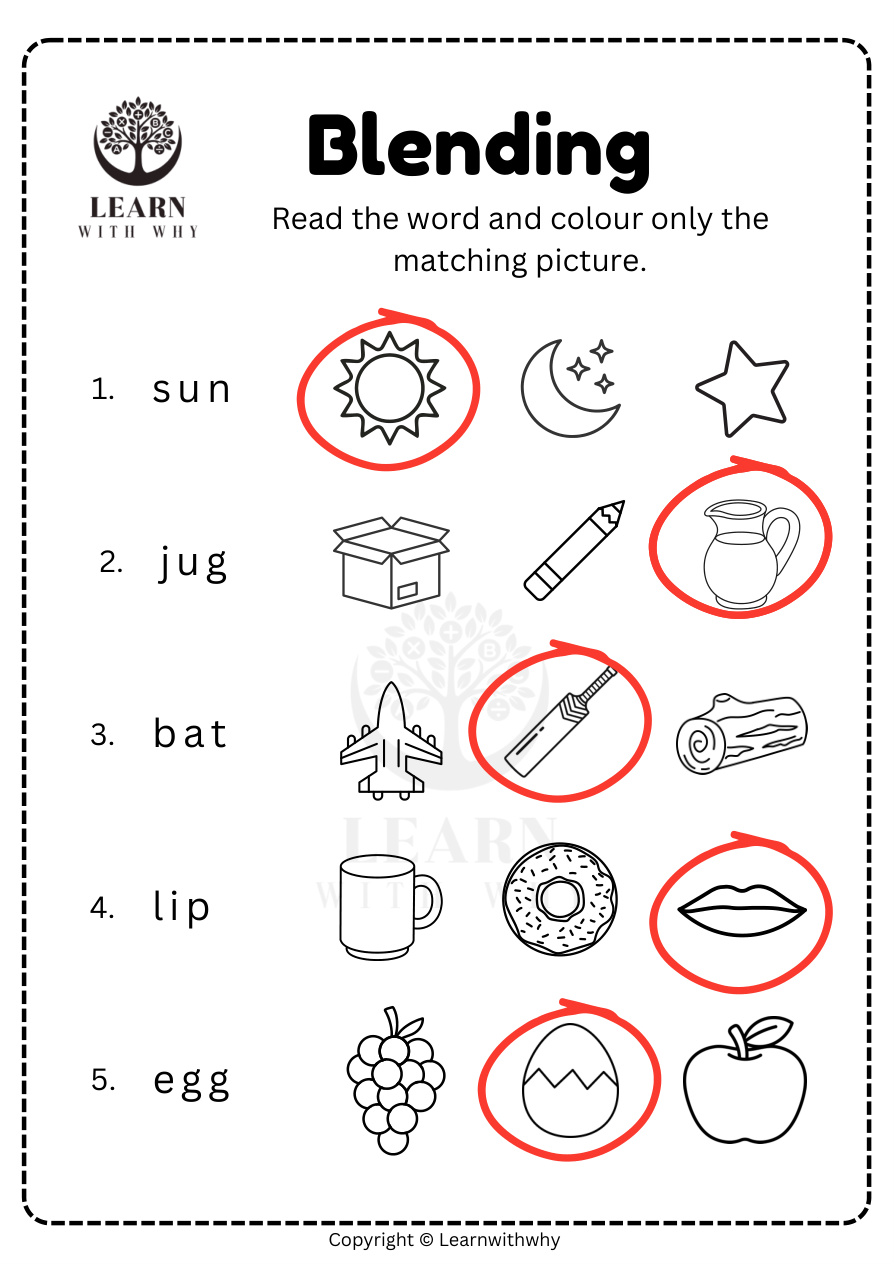 LEARN
WITH WHY
Blending
Read the word and colour only the
matching picture.
1. sun
2. jug
3. bat
LEARN
4. lip
WITH WHY
5. egg
Copyright © Learnwithwhy